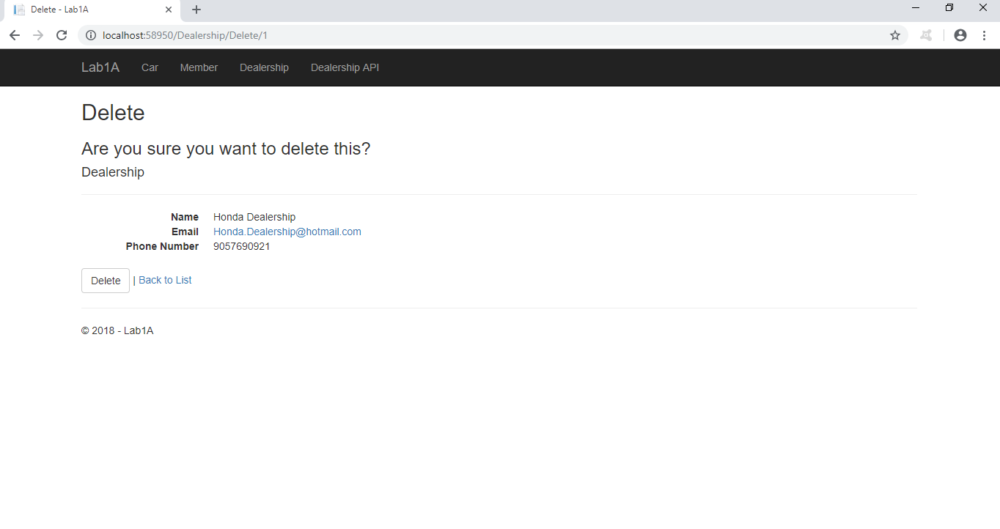 Delete - Lab1A
localhost:58950/Dealership/Delete/1
Lab1A Car Member Dealership Dealership API
Delete
Are you sure you want to delete this?
Dealership
Name Honda Dealership
Email Honda.Dealership@hotmail.com
Phone Number 9057690921
Delete | Back to List
© 2018 - Lab1A